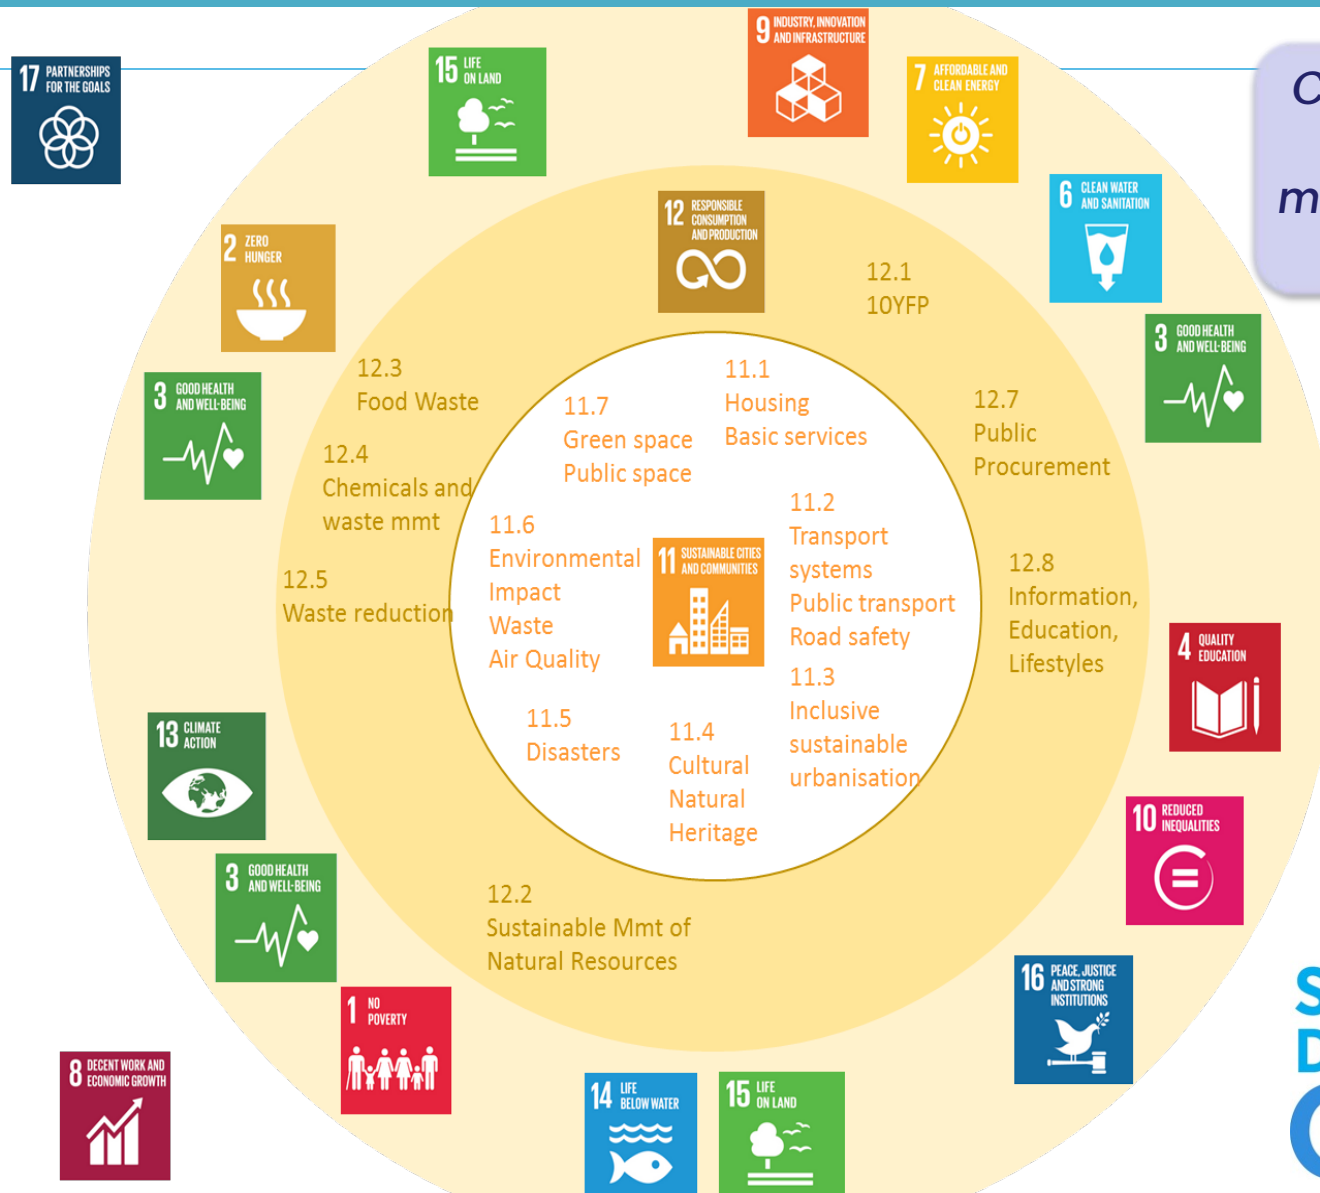 17 PARTNERSHIPS
FOR THE GOALS
15 LIFE
ON LAND
9 INDUSTRY, INNOVATION
AND INFRASTRUCTURE
7 AFFORDABLE AND
CLEAN ENERGY
6 CLEAN WATER
AND SANITATION
2 ZERO
HUNGER
12 RESPONSIBLE
CONSUMPTION
AND PRODUCTION
12.1
10YFP
3 GOOD HEALTH
AND WELL-BEING
3 GOOD HEALTH
AND WELL-BEING
12.3
Food Waste
12.4
Chemicals and
waste mmt
12.5
Waste reduction
11.7
Green space
Public space
11.1
Housing
Basic services
12.7
Public
Procurement
11.6
Environmental
Impact
Waste
Air Quality
11 SUSTAINABLE CITIES
AND COMMUNITIES
11.2
Transport
systems
Public transport
Road safety
12.8
Information,
Education,
Lifestyles
4 QUALITY
EDUCATION
11.3
Inclusive
sustainable
urbanisation
11.5
Disasters
11.4
Cultural
Natural
Heritage
13 CLIMATE
ACTION
10 REDUCED
INEQUALITIES
3 GOOD HEALTH
AND WELL-BEING
12.2
Sustainable Mmt of
Natural Resources
16 PEACE, JUSTICE
AND STRONG
INSTITUTIONS
1 NO
POVERTY
8 DECENT WORK AND
ECONOMIC GROWTH
14 LIFE
BELOW WATER
15 LIFE
ON LAND